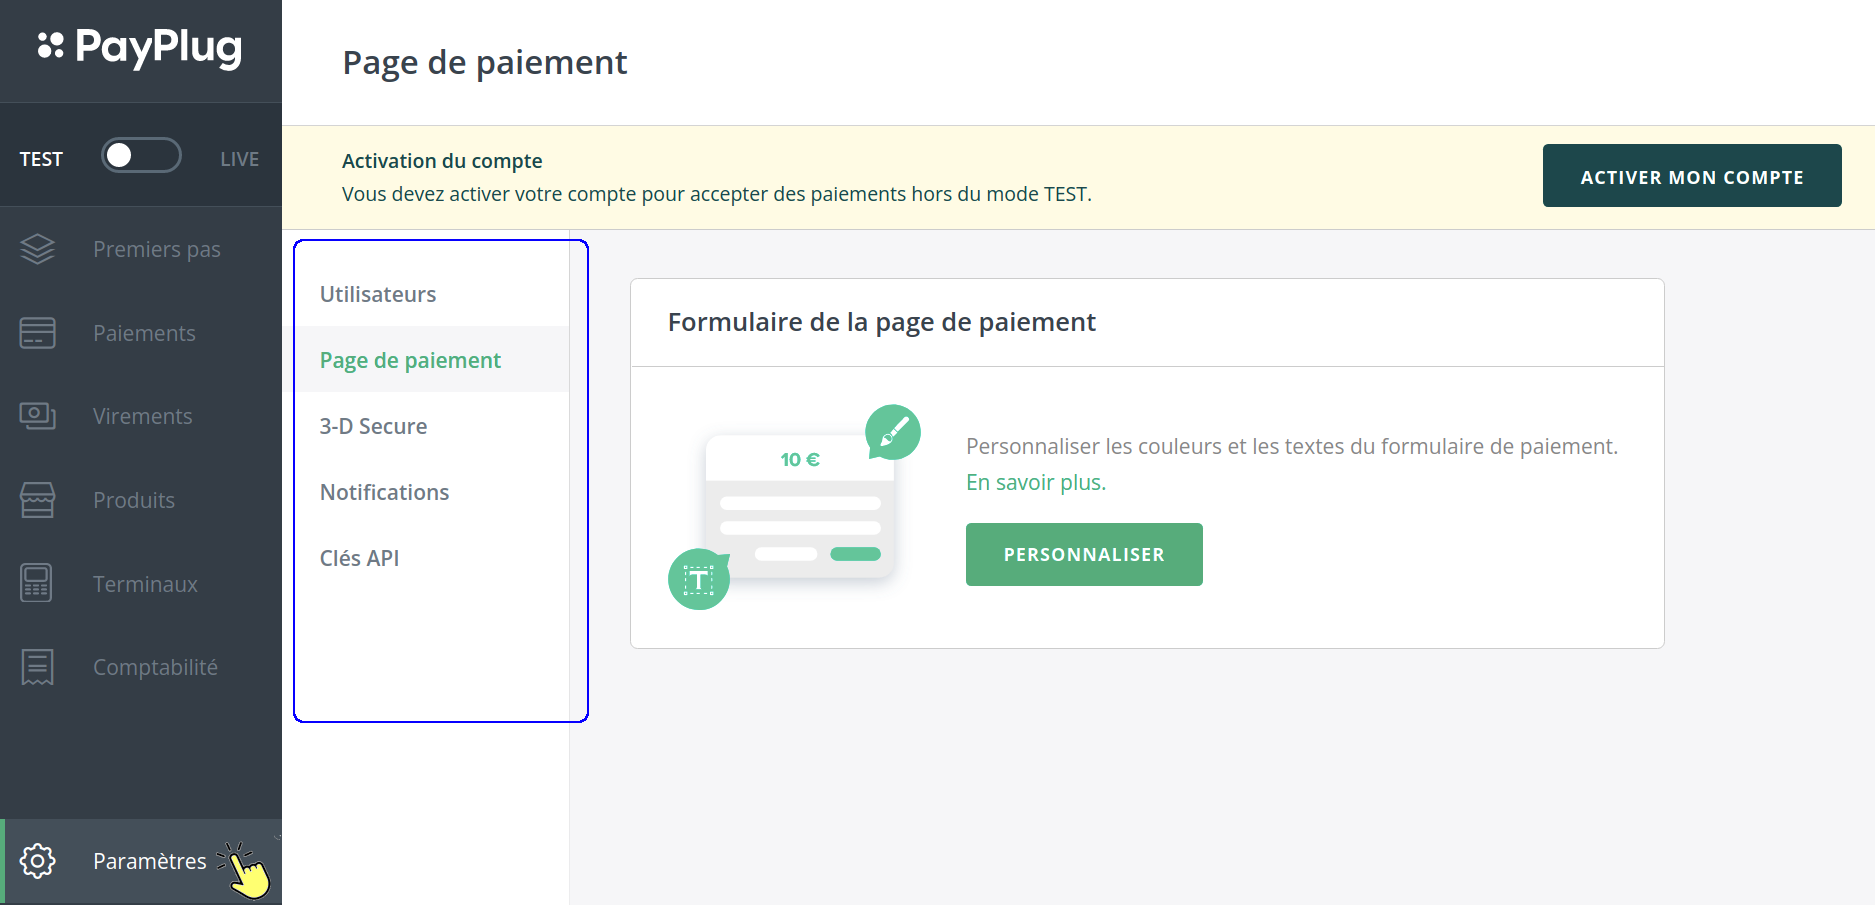 PayPlug
TEST
LIVE
Premiers pas
Paiements
Virements
Produits
Terminaux
Comptabilité
Paramètres
Page de paiement
Activation du compte
Vous devez activer votre compte pour accepter des paiements hors du mode TEST.
ACTIVER MON COMPTE
Utilisateurs
Page de paiement
3-D Secure
Notifications
Clés API
Formulaire de la page de paiement
10 €
T
Personnaliser les couleurs et les textes du formulaire de paiement.
En savoir plus.
PERSONNALISER